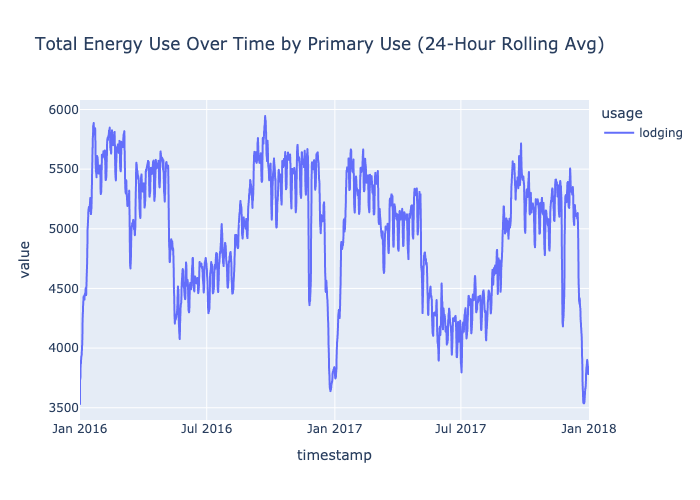 Total Energy Use Over Time by Primary Use (24-Hour Rolling Avg)
usage
lodging
value
6000
5500
5000
4500
4000
3500
Jan 2016
Jul 2016
Jan 2017
Jul 2017
Jan 2018
timestamp